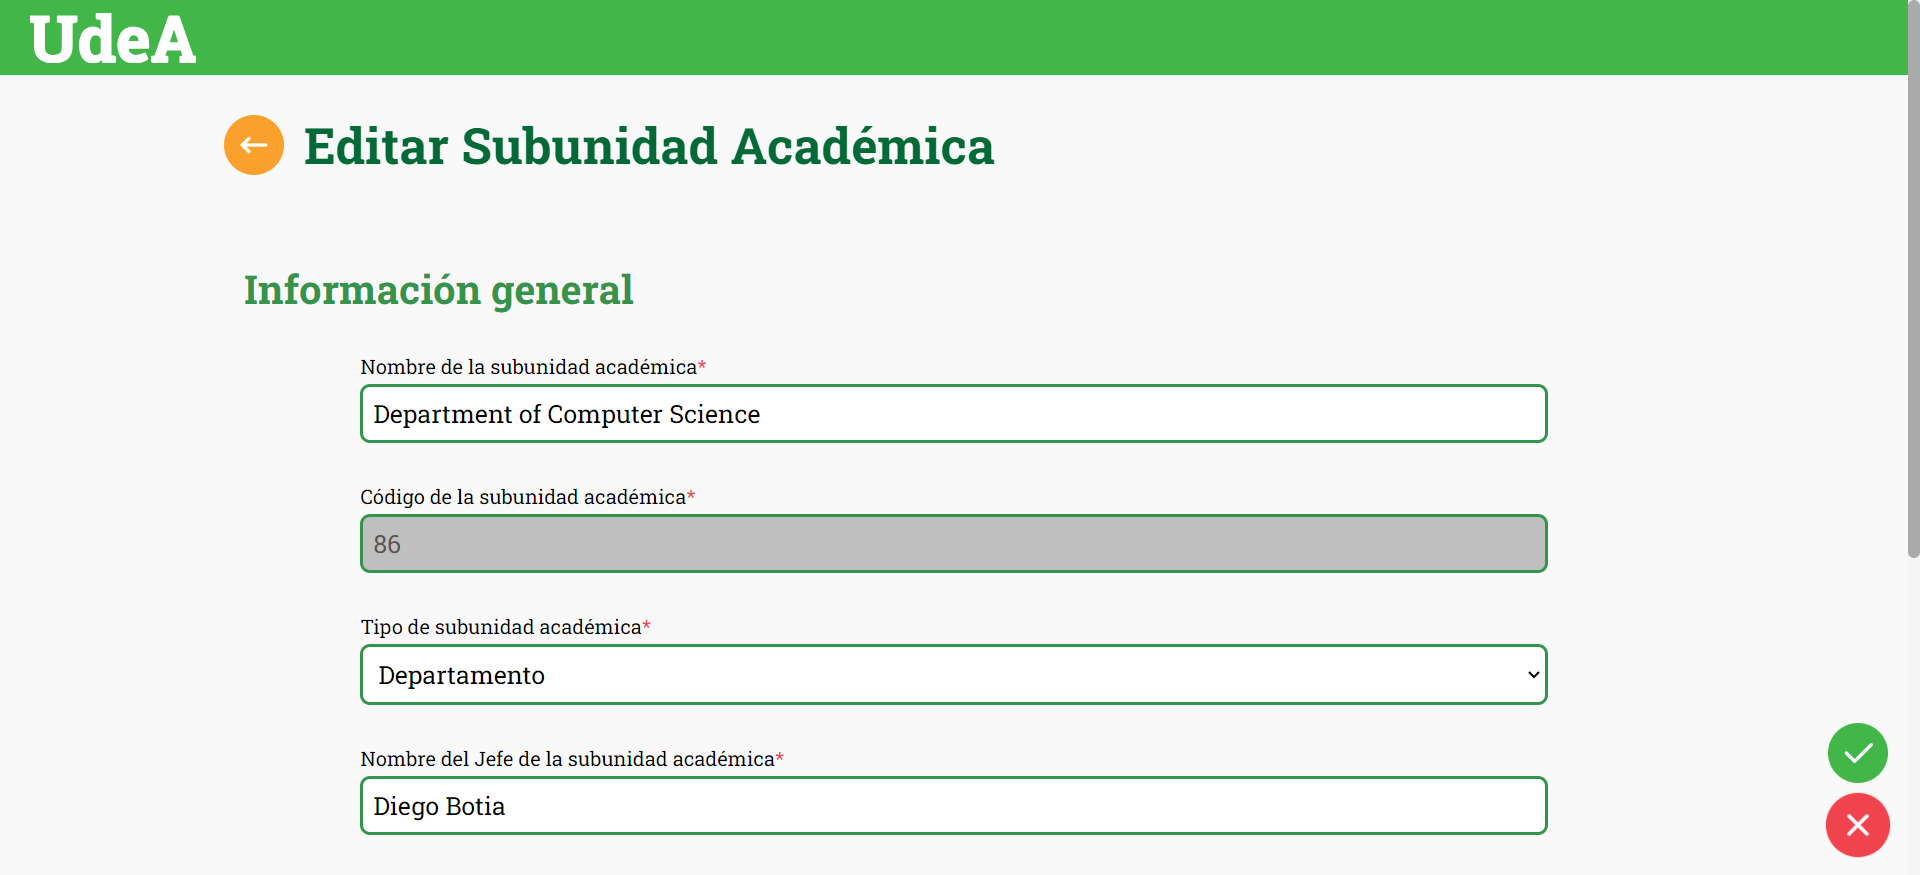 UdeA
Editar Subunidad Académica
Información general
Nombre de la subunidad académica*
Department of Computer Science
Código de la subunidad académica*
86
Tipo de subunidad académica*
Departamento
Nombre del Jefe de la subunidad académica*
Diego Botia